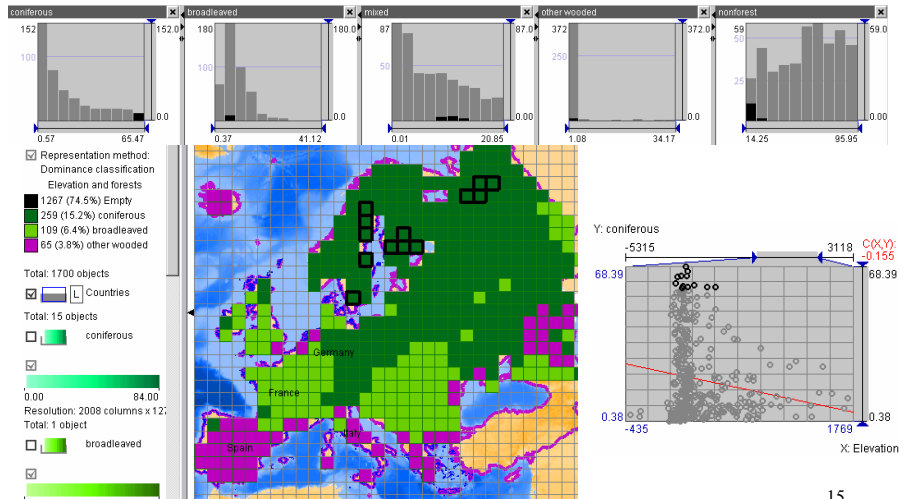 coniferous
broadleaved
mixed
other wooded
nonforest
152
152.0
100
0.0
0.57
65.47
180
180.0
100
0.0
0.37
41.12
87
87.0
50
0.0
0.01
20.85
372
372.0
250
0.0
1.08
34.17
59
59.0
50
25
0.0
14.25
95.95
Representation method:
Dominance classification
Elevation and forests
1267 (74.5%) Empty
259 (15.2%) coniferous
109 (6.4%) broadleaved
65 (3.8%) other wooded
Total: 1700 objects
L Countries
Total: 15 objects
coniferous
0.00
84.00
Resolution: 2008 columns x 127
Total: 1 object
broadleaved
Germany
France
Spain
Italy
Y: coniferous
-5315
3118
C(X,Y):
-0.155
68.39
68.39
0.38
0.38
-435
1769
X: Elevation
15